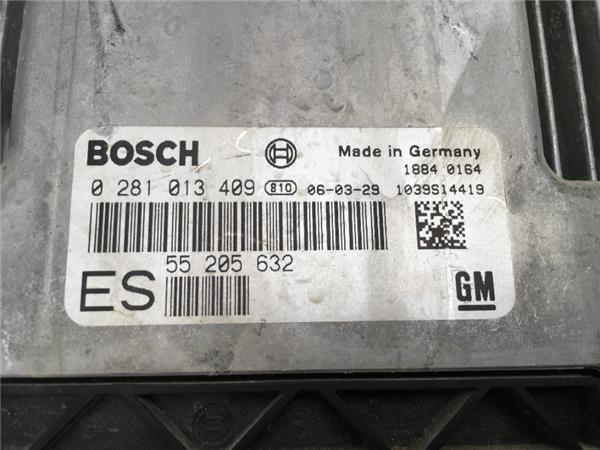 BOSCH
Made in Germany
1884 0164
0 281 013 409 810 06-03-29 1039S14419
55 205 632
ES
GM